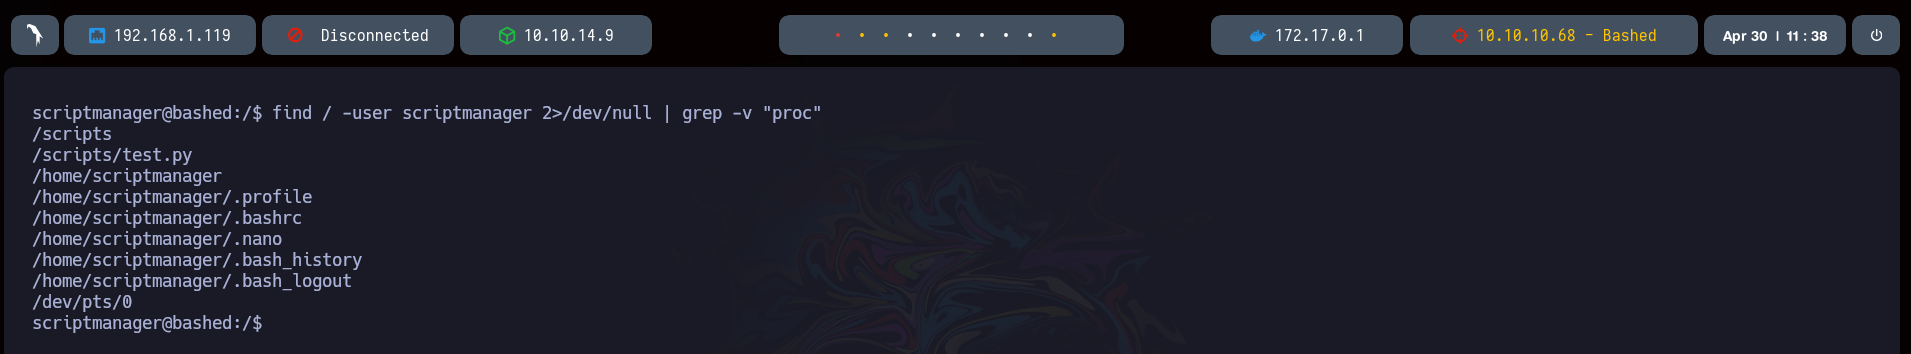 192.168.1.119 Disconnected 10.10.14.9 172.17.0.1 10.10.10.68 - Bashed Apr 30 | 11 : 38
scriptmanager@bashed:/$ find / -user scriptmanager 2>/dev/null | grep -v "proc"
/scripts
/scripts/test.py
/home/scriptmanager
/home/scriptmanager/.profile
/home/scriptmanager/.bashrc
/home/scriptmanager/.nano
/home/scriptmanager/.bash_history
/home/scriptmanager/.bash_logout
/dev/pts/0
scriptmanager@bashed:/$